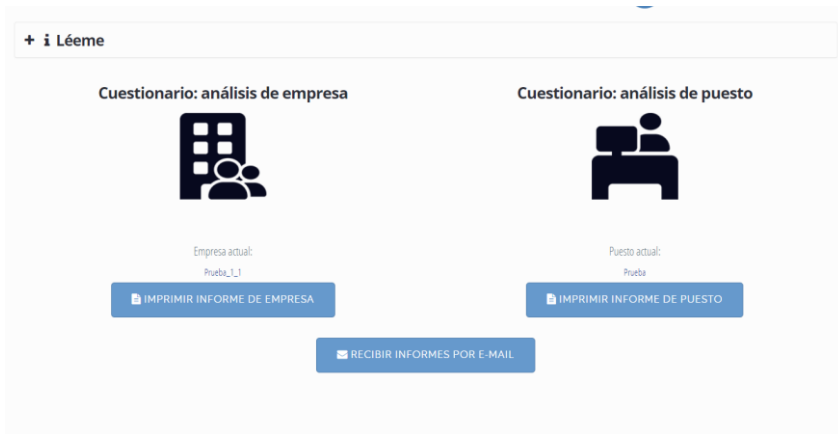 + i Léeme
Cuestionario: análisis de empresa
Cuestionario: análisis de puesto
Empresa actual:
Prueba_1_1
Puesto actual:
Prueba
IMPRIMIR INFORME DE EMPRESA
IMPRIMIR INFORME DE PUESTO
RECIBIR INFORMES POR E-MAIL